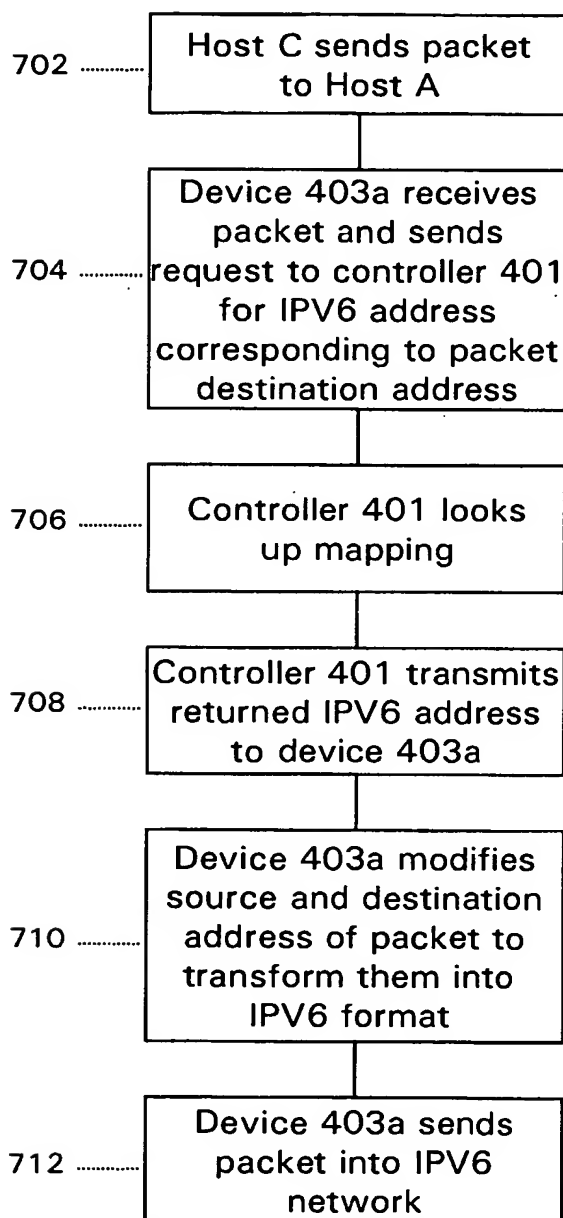 702
Host C sends packet
to Host A
704
Device 403a receives
packet and sends
request to controller 401
for IPV6 address
corresponding to packet
destination address
706
Controller 401 looks
up mapping
708
Controller 401 transmits
returned IPV6 address
to device 403a
710
Device 403a modifies
source and destination
address of packet to
transform them into
IPV6 format
712
Device 403a sends
packet into IPV6
network